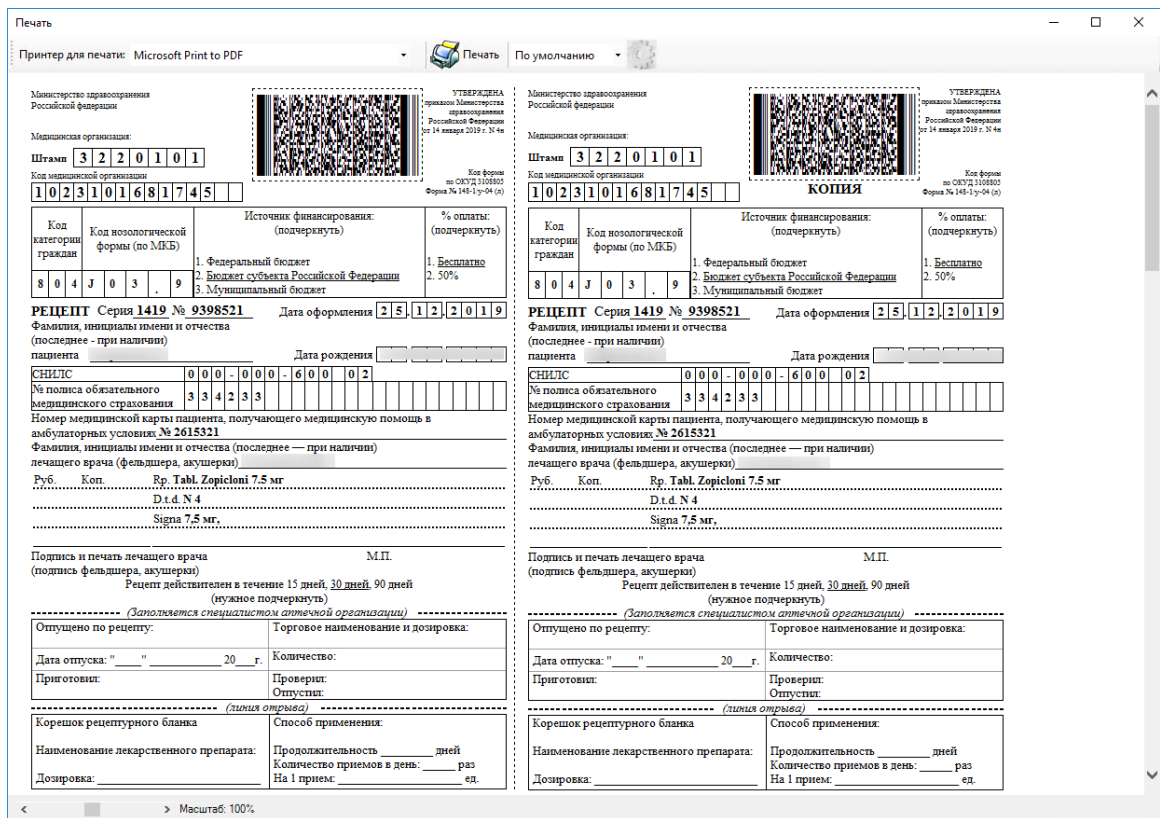 Печать
Принтер для печати: Microsoft Print to PDF Печать По умолчанию
Министерство здравоохранения
Российской федерации
УТВЕРЖДЕНА
приказом Министерства
здравоохранения
Российской Федерации
от 14 января 2019 г. N 4н
Медицинская организация:
Штамп 3 2 2 0 1 0 1
Код медицинской организации
1 0 2 3 1 0 1 6 8 1 7 4 5
Код формы
по ОКУД 3108805
Форма № 148-1/у-04 (л)
Код
категории
граждан
Код нозологической
формы (по МКБ)
Источник финансирования:
(подчеркнуть)
% оплаты:
(подчеркнуть)
1. Федеральный бюджет
2. Бюджет субъекта Российской Федерации
3. Муниципальный бюджет
1. Бесплатно
2. 50%
8 0 4 J 0 3 . 9
РЕЦЕПТ Серия 1419 № 9398521 Дата оформления 2 5 . 1 2 . 2 0 1 9
Фамилия, инициалы имени и отчества
(последнее - при наличии)
пациента Дата рождения
СНИЛС 0 0 0 - 0 0 0 - 6 0 0 0 2
№ полиса обязательного
медицинского страхования 3 3 4 2 3 3
Номер медицинской карты пациента, получающего медицинскую помощь в
амбулаторных условиях № 2615321
Фамилия, инициалы имени и отчества (последнее — при наличии)
лечащего врача (фельдшера, акушерки)
Руб. Коп. Rp. Tabl. Zopicloni 7.5 мг
D.t.d. N 4
Signa 7,5 мг,
Подпись и печать лечащего врача М.П.
(подпись фельдшера, акушерки)
Рецепт действителен в течение 15 дней, 30 дней, 90 дней
(нужное подчеркнуть)
(Заполняется специалистом аптечной организации)
Отпущено по рецепту: Торговое наименование и дозировка:
Дата отпуска: "____" ____________ 20___г. Количество:
Приготовил: Проверил:
Отпустил:
(линия отрыва)
Корешок рецептурного бланка Способ применения:
Наименование лекарственного препарата: Продолжительность ________ дней
Количество приемов в день: _____ раз
Дозировка: ____________ На 1 прием: ____________ ед.
Министерство здравоохранения
Российской федерации
УТВЕРЖДЕНА
приказом Министерства
здравоохранения
Российской Федерации
от 14 января 2019 г. N 4н
Медицинская организация:
Штамп 3 2 2 0 1 0 1
Код медицинской организации
1 0 2 3 1 0 1 6 8 1 7 4 5
КОПИЯ
Код формы
по ОКУД 3108805
Форма № 148-1/у-04 (л)
Код
категории
граждан
Код нозологической
формы (по МКБ)
Источник финансирования:
(подчеркнуть)
% оплаты:
(подчеркнуть)
1. Федеральный бюджет
2. Бюджет субъекта Российской Федерации
3. Муниципальный бюджет
1. Бесплатно
2. 50%
8 0 4 J 0 3 . 9
РЕЦЕПТ Серия 1419 № 9398521 Дата оформления 2 5 . 1 2 . 2 0 1 9
Фамилия, инициалы имени и отчества
(последнее - при наличии)
пациента Дата рождения
СНИЛС 0 0 0 - 0 0 0 - 6 0 0 0 2
№ полиса обязательного
медицинского страхования 3 3 4 2 3 3
Номер медицинской карты пациента, получающего медицинскую помощь в
амбулаторных условиях № 2615321
Фамилия, инициалы имени и отчества (последнее — при наличии)
лечащего врача (фельдшера, акушерки)
Руб. Коп. Rp. Tabl. Zopicloni 7.5 мг
D.t.d. N 4
Signa 7,5 мг,
Подпись и печать лечащего врача М.П.
(подпись фельдшера, акушерки)
Рецепт действителен в течение 15 дней, 30 дней, 90 дней
(нужное подчеркнуть)
(Заполняется специалистом аптечной организации)
Отпущено по рецепту: Торговое наименование и дозировка:
Дата отпуска: "____" ____________ 20___г. Количество:
Приготовил: Проверил:
Отпустил:
(линия отрыва)
Корешок рецептурного бланка Способ применения:
Наименование лекарственного препарата: Продолжительность ________ дней
Количество приемов в день: _____ раз
Дозировка: ____________ На 1 прием: ____________ ед.
Масштаб: 100%